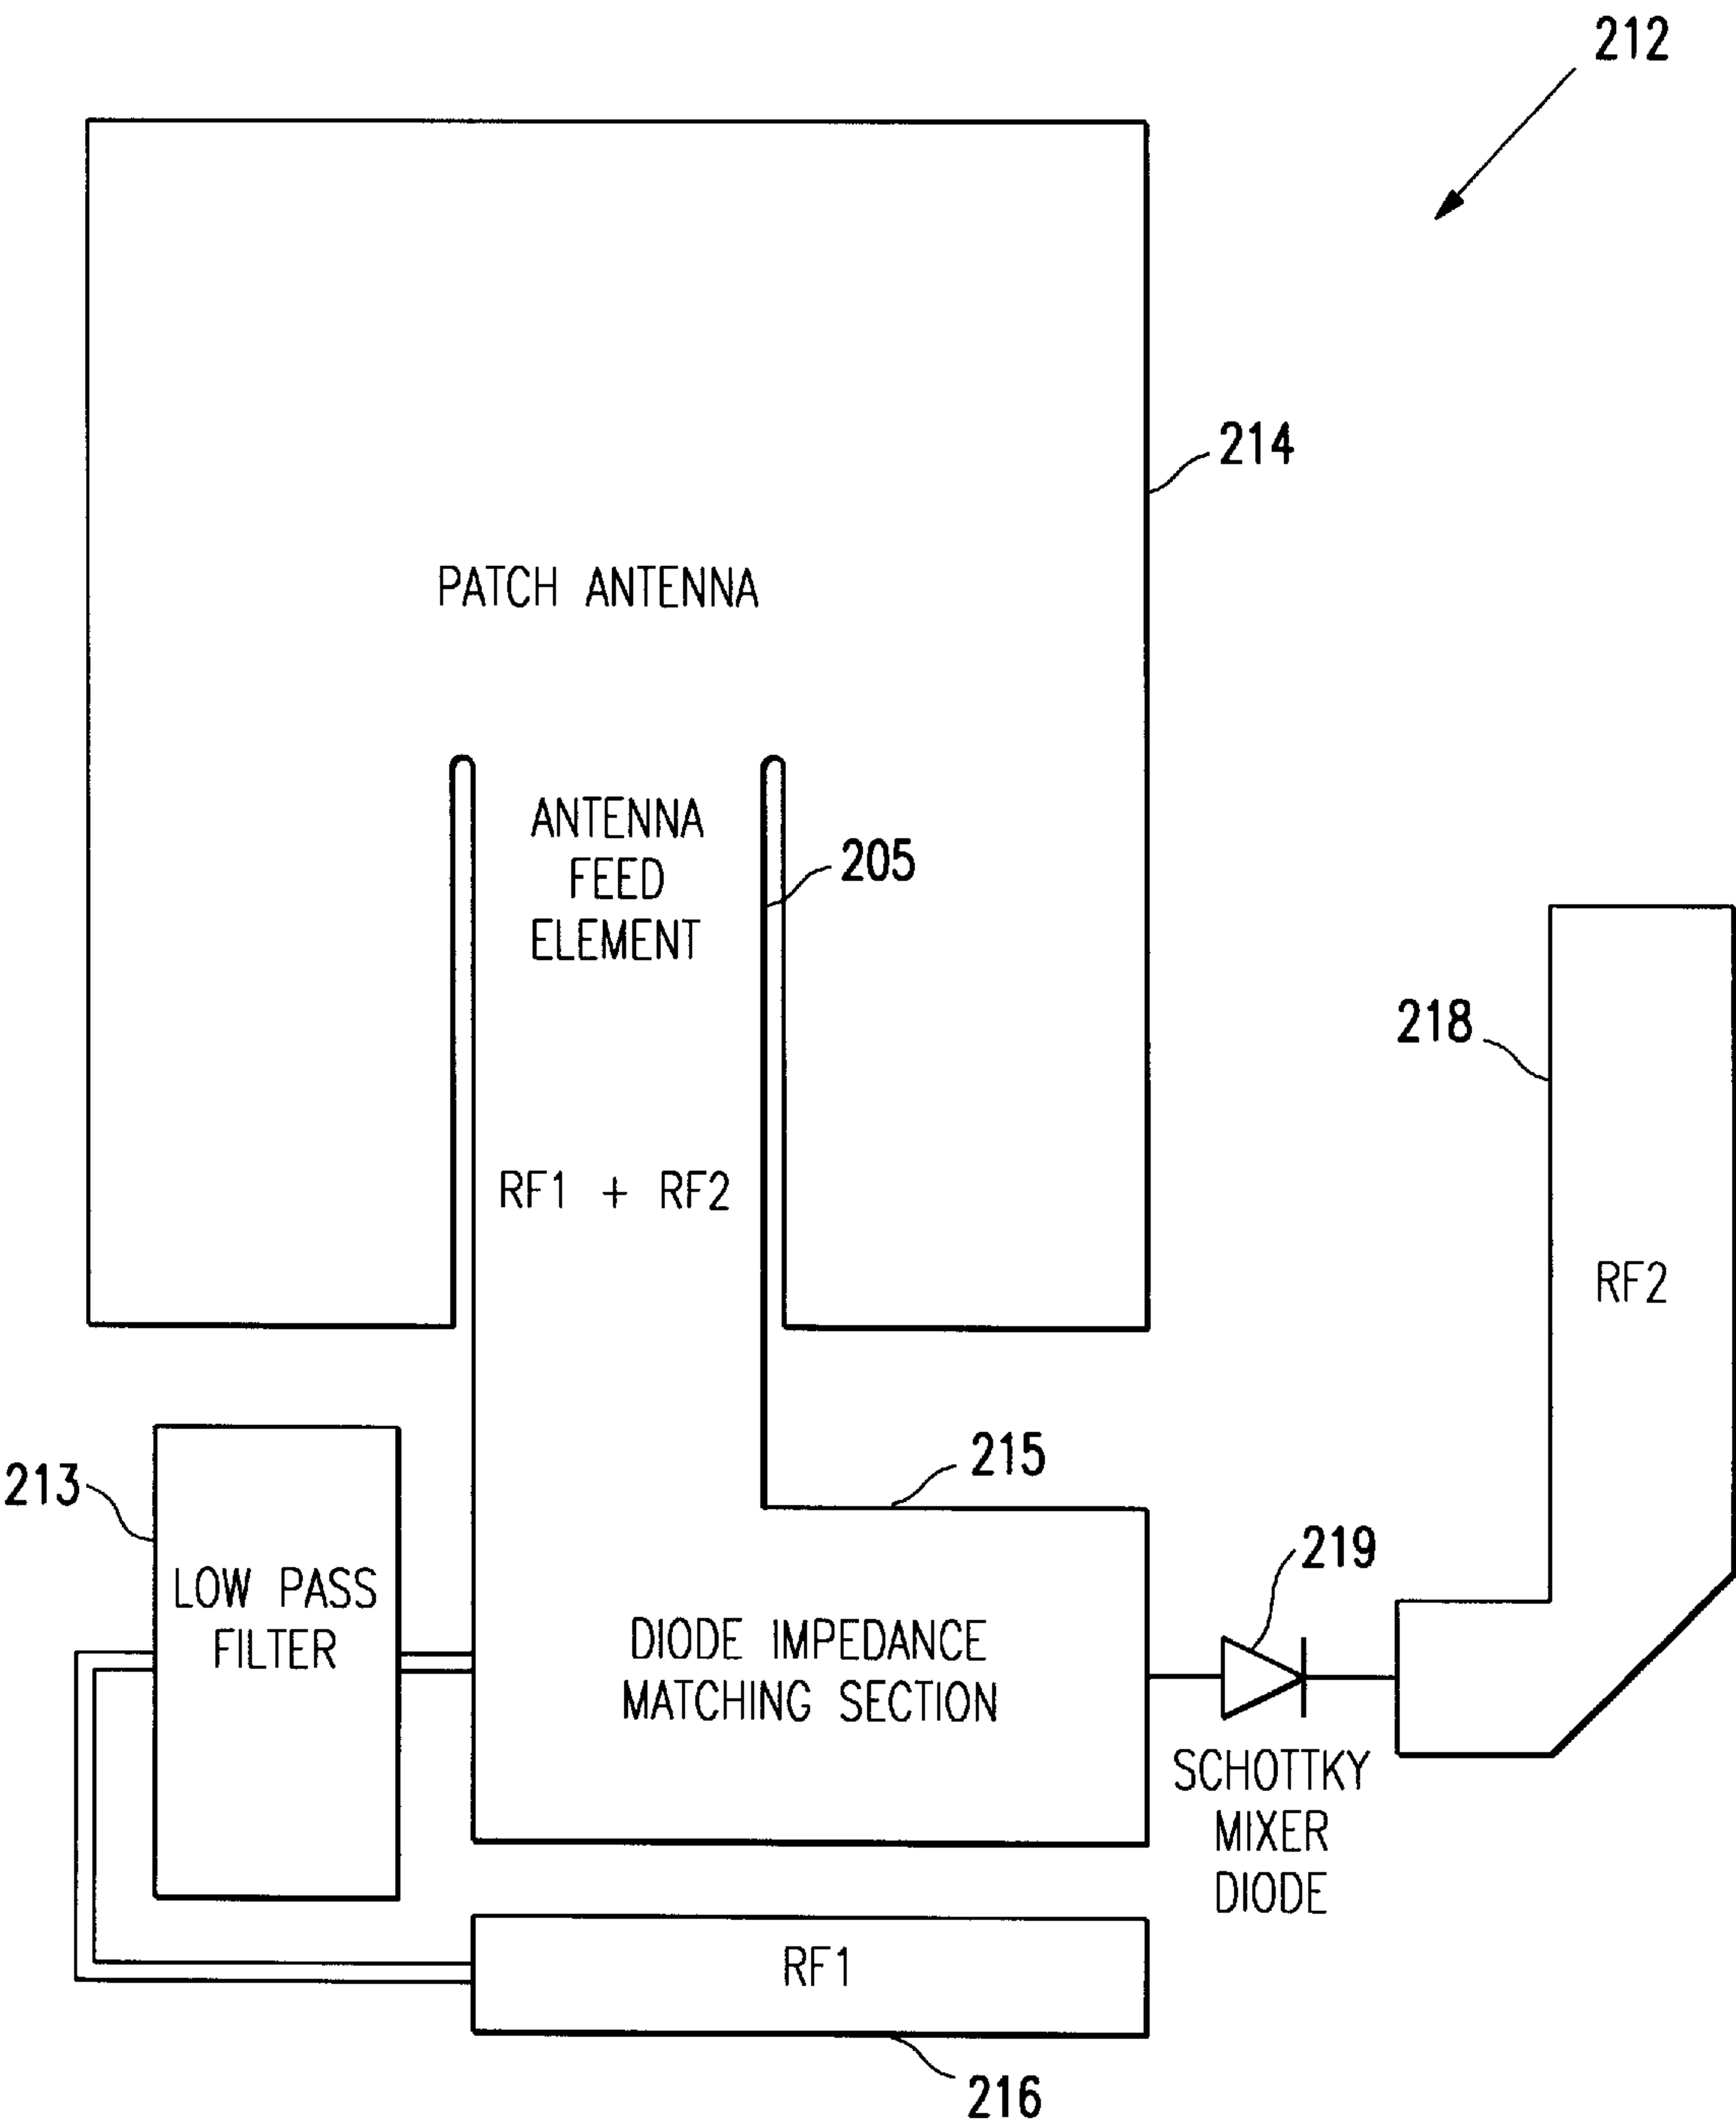 212
214
PATCH ANTENNA
ANTENNA
FEED
ELEMENT
205
218
RF1 + RF2
RF2
213
215
219
LOW PASS
FILTER
DIODE IMPEDANCE
MATCHING SECTION
SCHOTTKY
MIXER
DIODE
RF1
216